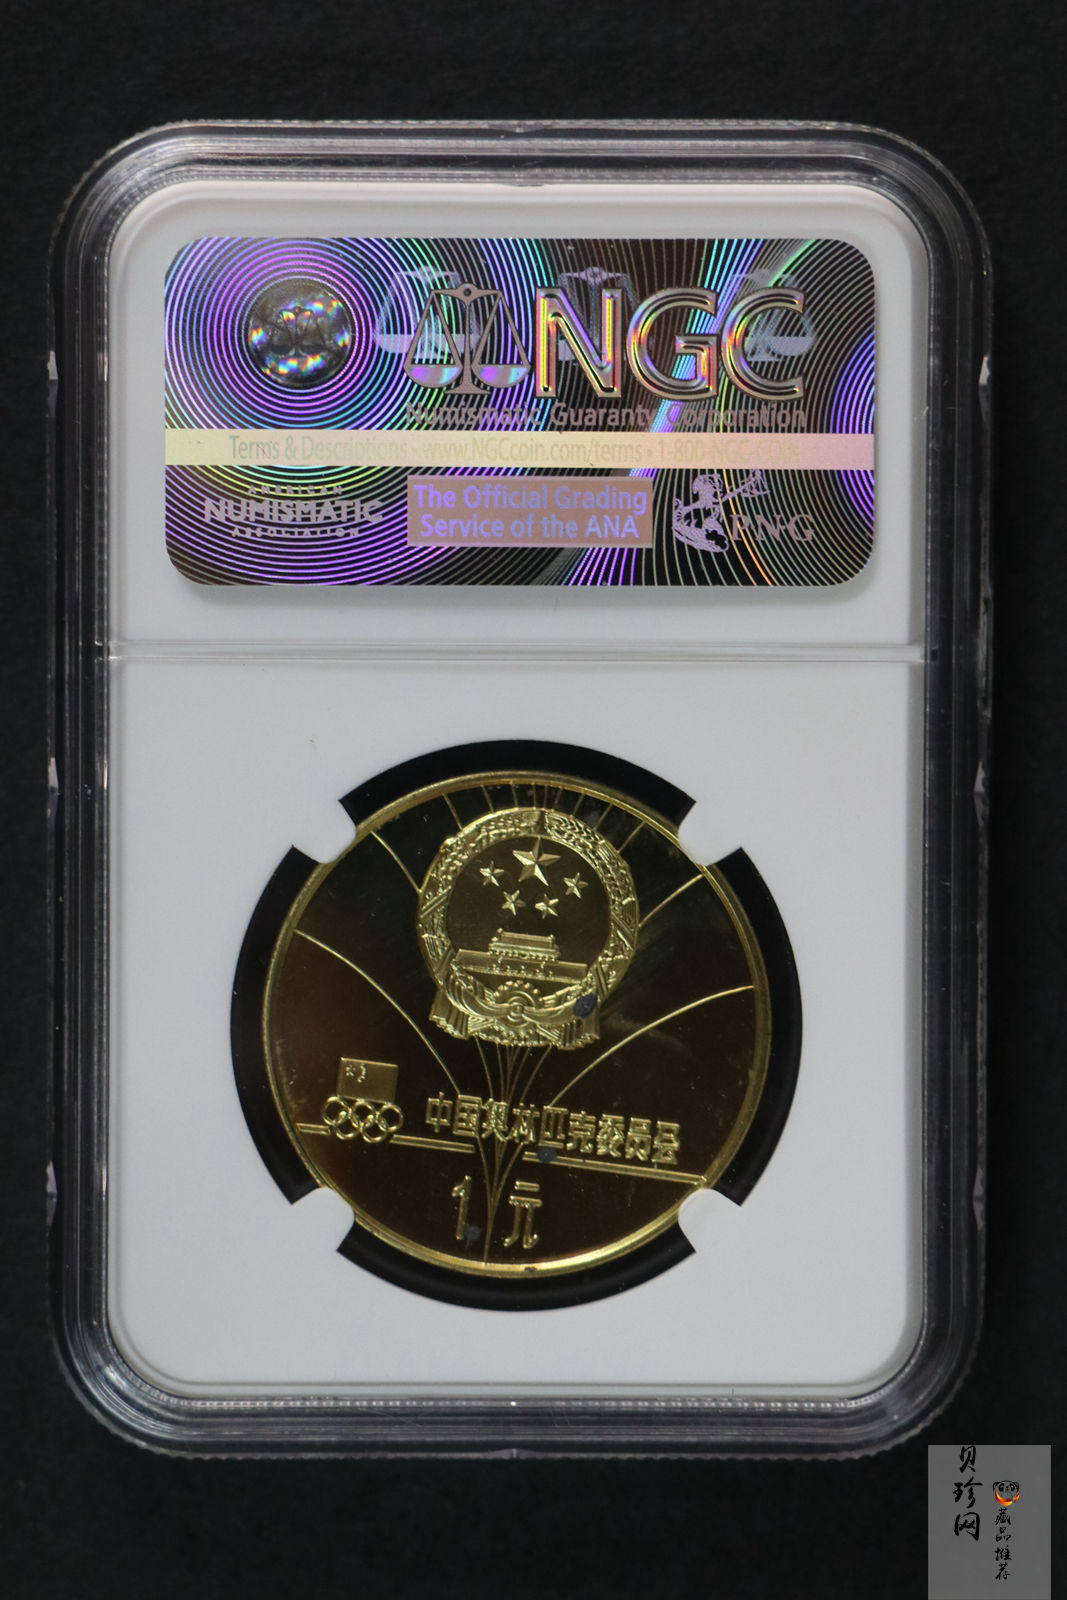 NGC
Numismatic Guaranty Corporation
Terms & Descriptions · www.NGCcoin.com/terms · 1-800-NGC-COIN
AMERICAN
NUMISMATIC
ASSOCIATION
The Official Grading
Service of the ANA
PNG
中国奥林匹克委员会
1元
贝珍网
藏品推荐